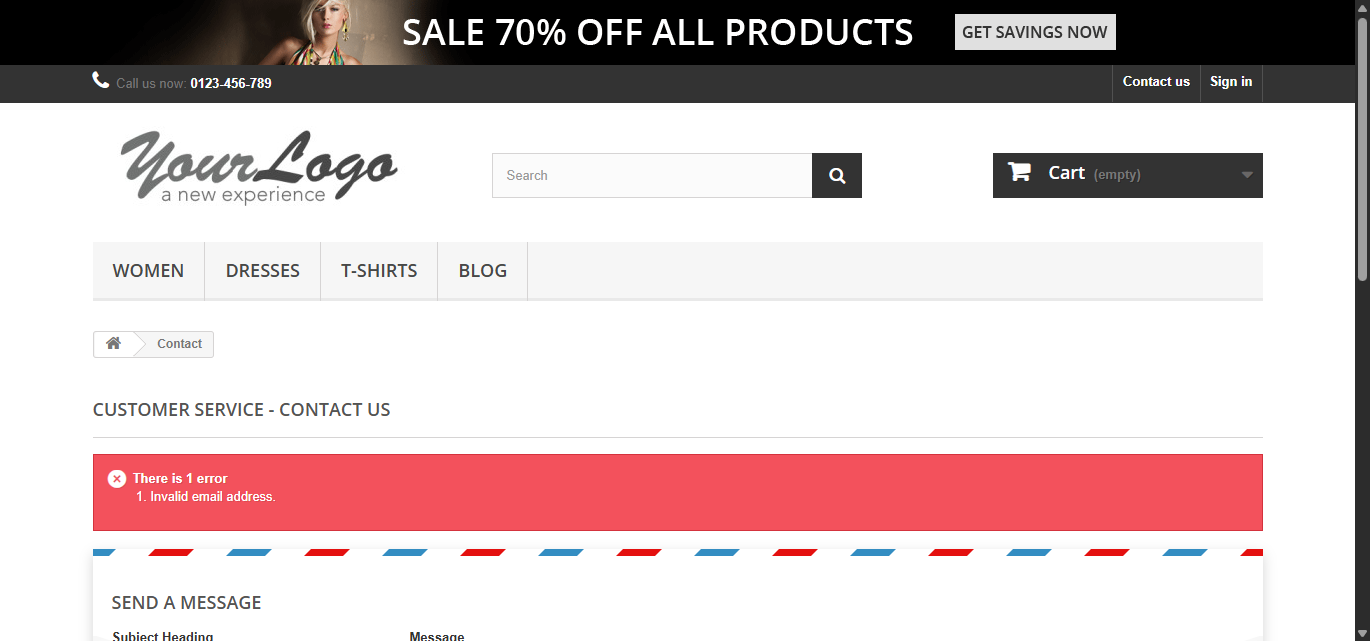 SALE 70% OFF ALL PRODUCTS
GET SAVINGS NOW
Call us now: 0123-456-789
Contact us
Sign in
YourLogo
a new experience
Search
Cart (empty)
WOMEN
DRESSES
T-SHIRTS
BLOG
Contact
CUSTOMER SERVICE - CONTACT US
There is 1 error
1. Invalid email address.
SEND A MESSAGE
Subject Heading
Message